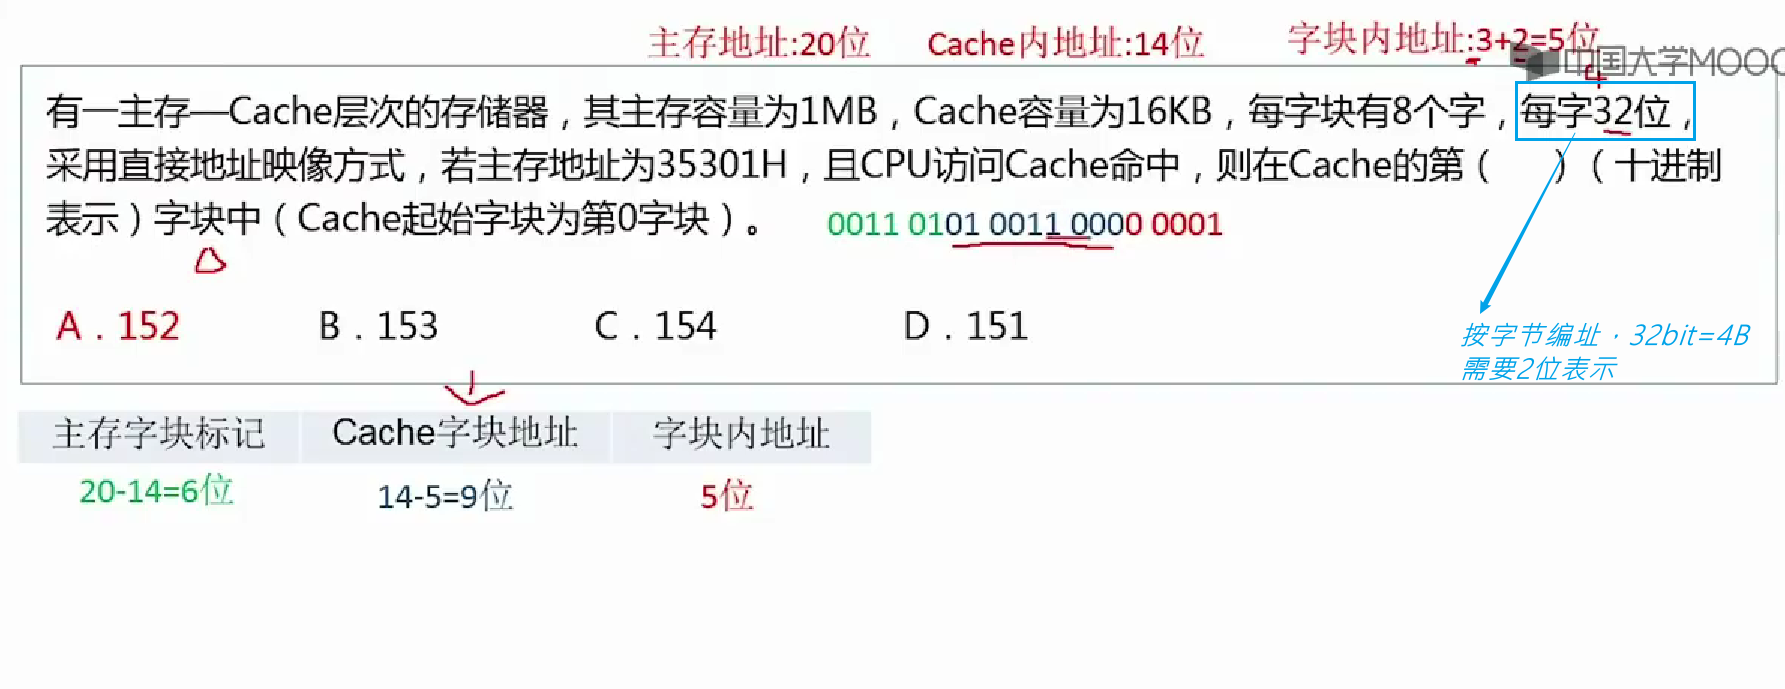 主存地址:20位 Cache内地址:14位 字块内地址:3+2=5位
中国大学MOOC
4
有一主存—Cache层次的存储器，其主存容量为1MB，Cache容量为16KB，每字块有8个字，每字32位，
采用直接地址映像方式，若主存地址为35301H，且CPU访问Cache命中，则在Cache的第（ ）（十进制
表示）字块中（Cache起始字块为第0字块）。 0011 0101 0011 0000 0001
A．152 B．153 C．154 D．151
按字节编址·32bit=4B
需要2位表示
主存字块标记 Cache字块地址 字块内地址
20-14=6位 14-5=9位 5位